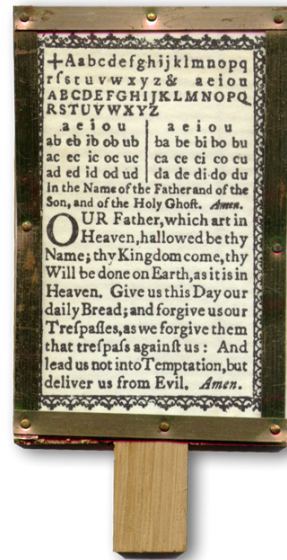 +Aabcdefghijklmnopq
rſstuvwxyz& aeiou
ABCDEFGHIJKLMNOPQ
RSTUVWXYZ
a e i o u a e i o u
ab eb ib ob ub ba be bi bo bu
ac ec ic oc uc ca ce ci co cu
ad ed id od ud da de di do du
In the Name of the Father and of the
Son, and of the Holy Ghoſt. Amen.
OUR Father, which art in
Heaven, hallowed be thy
Name; thy Kingdom come, thy
Will be done on Earth, as it is in
Heaven. Give us this Day our
daily Bread; and forgive us our
Treſpaſſes, as we forgive them
that treſpaſs againſt us: And
lead us not into Temptation, but
deliver us from Evil. Amen.